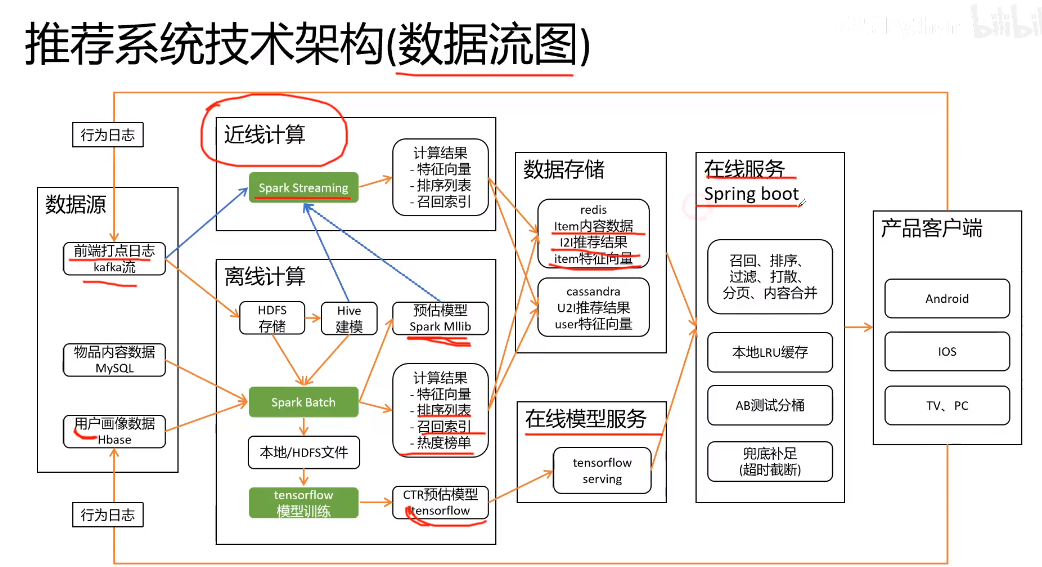 推荐系统技术架构(数据流图)
bilibili
行为日志
数据源
前端打点日志
kafka流
物品内容数据
MySQL
用户画像数据
Hbase
行为日志
近线计算
Spark Streaming
计算结果
- 特征向量
- 排序列表
- 召回索引
离线计算
HDFS
存储
Hive
建模
预估模型
Spark Mllib
Spark Batch
计算结果
- 特征向量
- 排序列表
- 召回索引
- 热度榜单
本地/HDFS文件
tensorflow
模型训练
CTR预估模型
tensorflow
数据存储
redis
Item内容数据
I2I推荐结果
item特征向量
cassandra
U2I推荐结果
user特征向量
在线模型服务
tensorflow
serving
在线服务
Spring boot
召回、排序、
过滤、打散、
分页、内容合并
本地LRU缓存
AB测试分桶
兜底补足
(超时截断)
产品客户端
Android
IOS
TV、PC